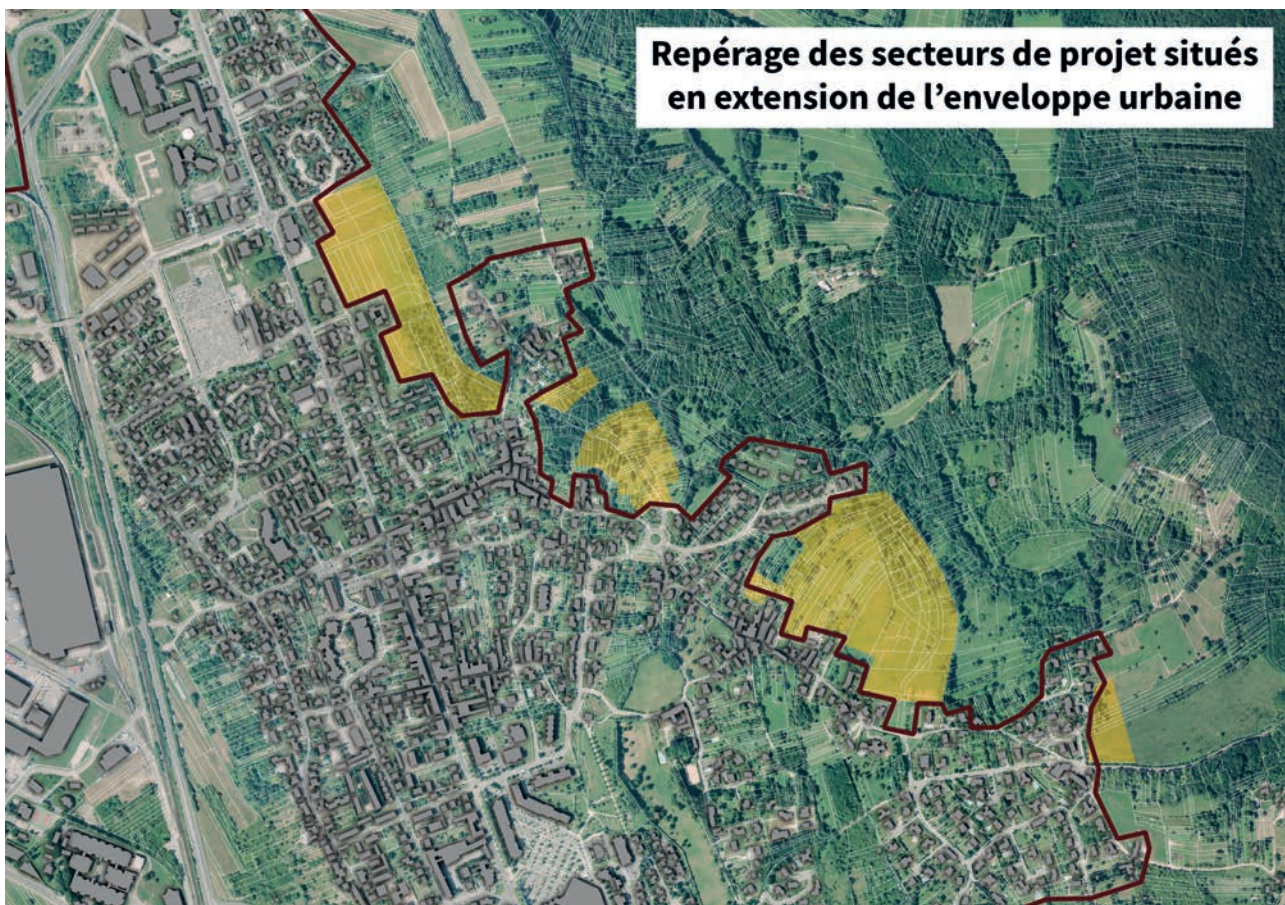 Repérage des secteurs de projet situés
en extension de l'enveloppe urbaine